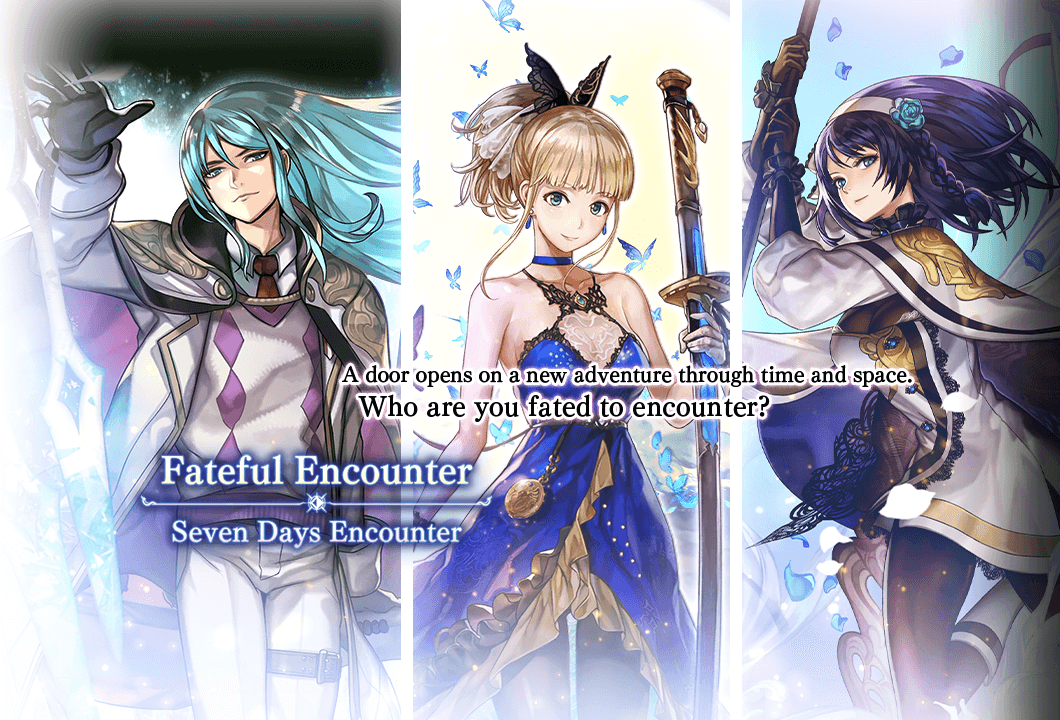 A door opens on a new adventure through time and space.
Who are you fated to encounter?
Fateful Encounter
Seven Days Encounter